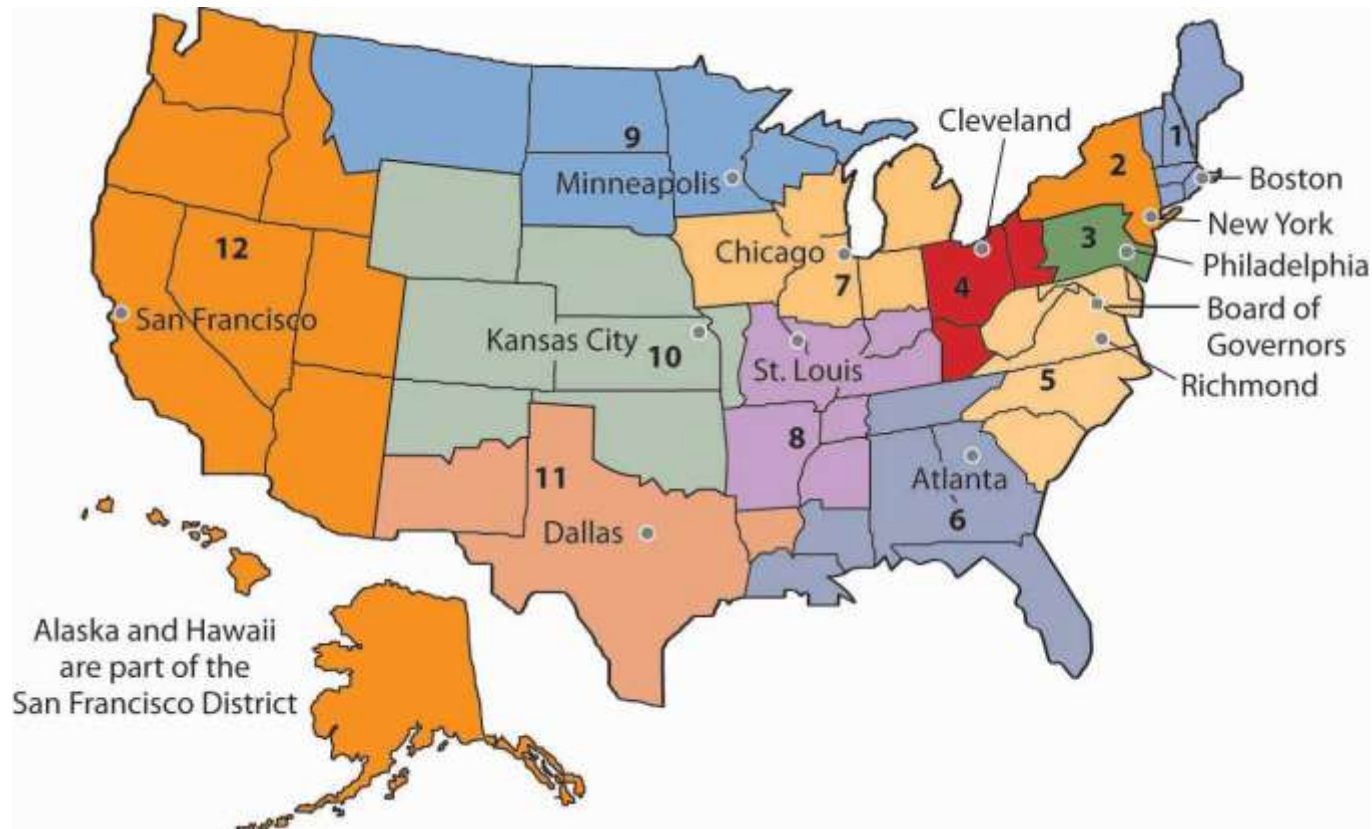 Cleveland
1
9
2
Minneapolis
Boston
New York
12
Chicago
3
Philadelphia
7
4
San Francisco
Board of
Governors
Kansas City
10
St. Louis
Richmond
5
8
11
Atlanta
Dallas
6
Alaska and Hawaii
are part of the
San Francisco District